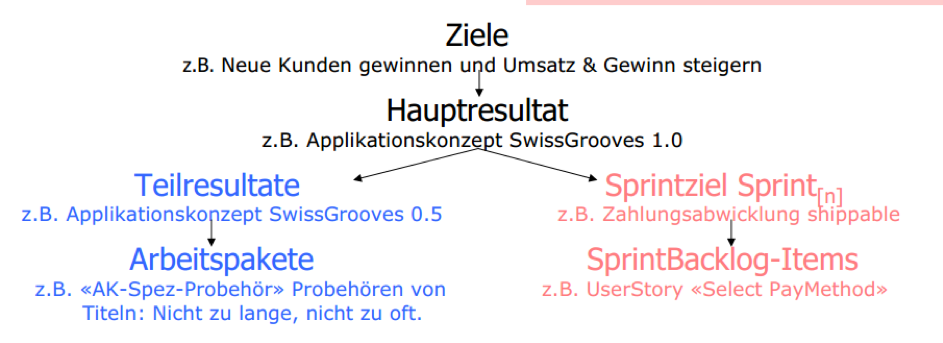 Ziele
z.B. Neue Kunden gewinnen und Umsatz & Gewinn steigern
Hauptresultat
z.B. Applikationskonzept SwissGrooves 1.0
Teilresultate
z.B. Applikationskonzept SwissGrooves 0.5
Arbeitspakete
z.B. «AK-Spez-Probehör» Probehören von
Titeln: Nicht zu lange, nicht zu oft.
Sprintziel Sprint[n]
z.B. Zahlungsabwicklung shippable
SprintBacklog-Items
z.B. UserStory «Select PayMethod»